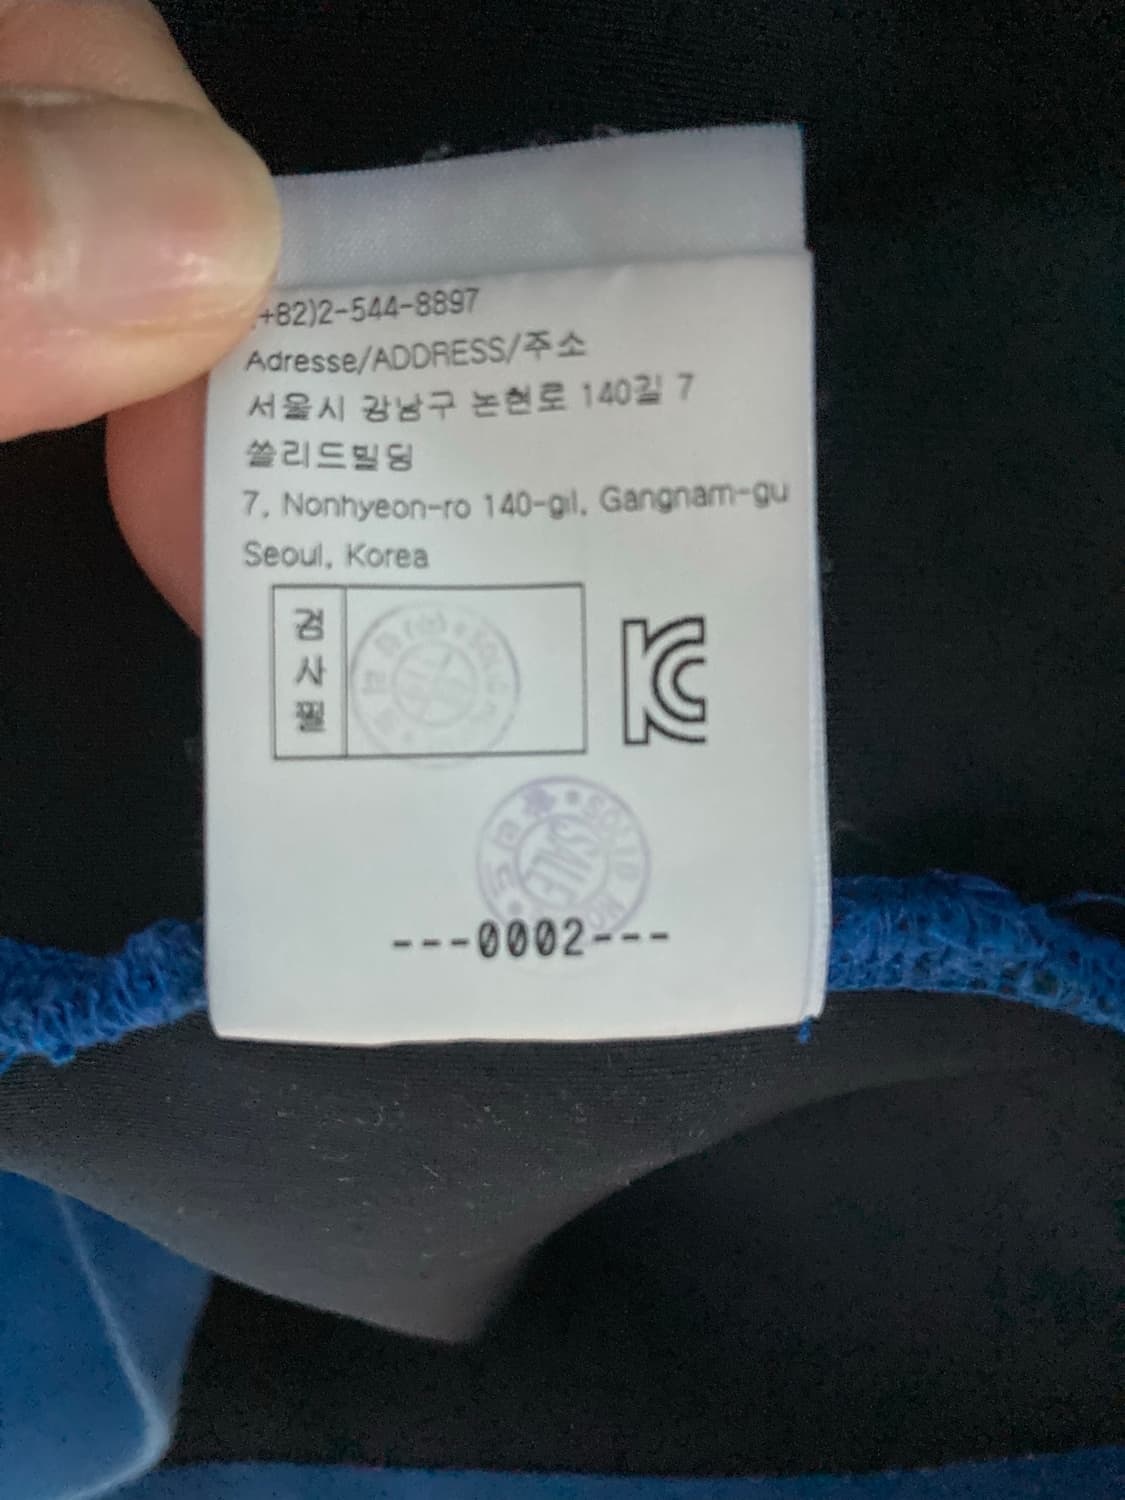 +82)2-544-8897
Adresse/ADDRESS/주소
서울시 강남구 논현로 140길 7
쏠리드빌딩
7, Nonhyeon-ro 140-gil, Gangnam-gu
Seoul, Korea
검
사
필
SALE
---0002---